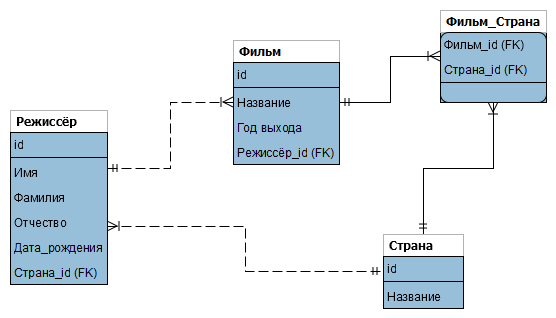 Фильм_Страна
Фильм_id (FK)
Страна_id (FK)
Фильм
id
Название
Год выхода
Режиссёр_id (FK)
Режиссёр
id
Имя
Фамилия
Отчество
Дата_рождения
Страна_id (FK)
Страна
id
Название